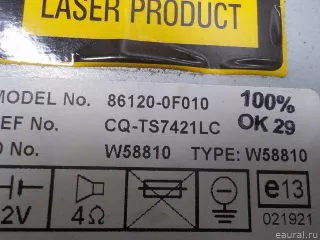 LASER PRODUCT
MODEL No. 86120-0F010 100%
EF No. CQ-TS7421LC OK 29
No. W58810 TYPE: W58810
2V 4Ω e13
021921
eaural.ru